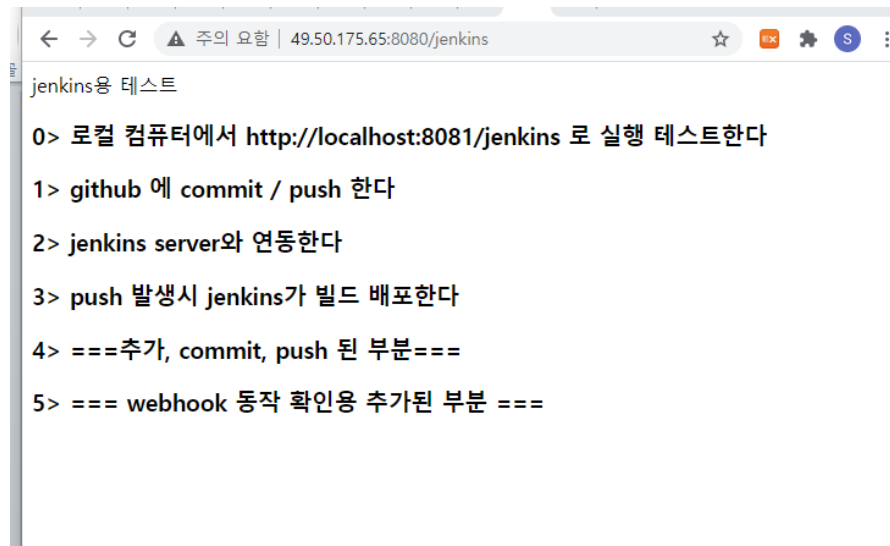 주의 요함 | 49.50.175.65:8080/jenkins
S
jenkins용 테스트
0> 로컬 컴퓨터에서 http://localhost:8081/jenkins 로 실행 테스트한다
1> github 에 commit / push 한다
2> jenkins server와 연동한다
3> push 발생시 jenkins가 빌드 배포한다
4> ===추가, commit, push 된 부분===
5> === webhook 동작 확인용 추가된 부분 ===